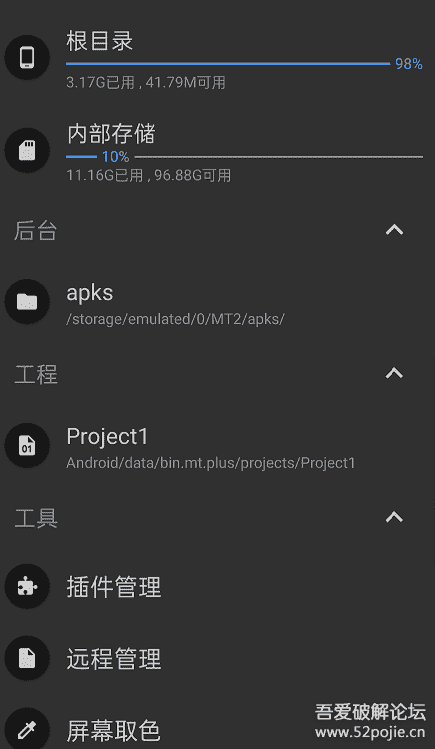 根目录
98%
3.17G已用 , 41.79M可用
内部存储
10%
11.16G已用 , 96.88G可用
后台
apks
/storage/emulated/0/MT2/apks/
工程
01
Project1
Android/data/bin.mt.plus/projects/Project1
工具
插件管理
远程管理
屏幕取色
吾爱破解论坛
www.52pojie.cn